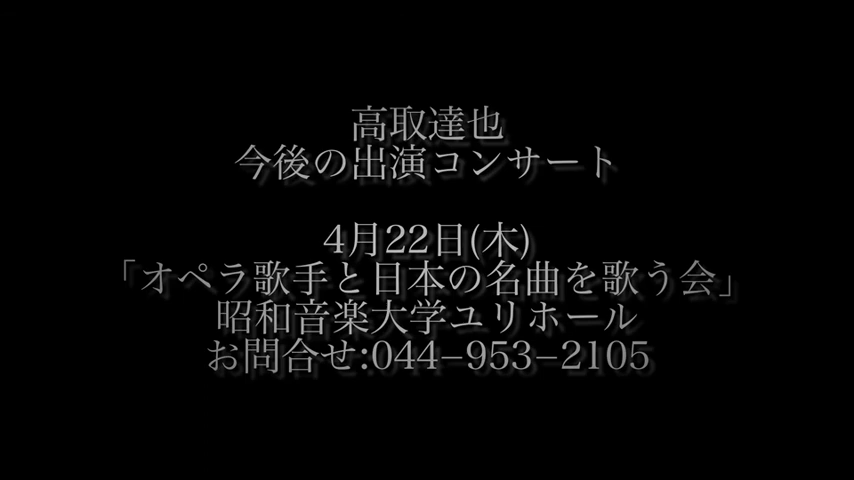 高取達也
今後の出演コンサート
4月22日(木)
「オペラ歌手と日本の名曲を歌う会」
昭和音楽大学ユリホール
お問合せ:044−953−2105